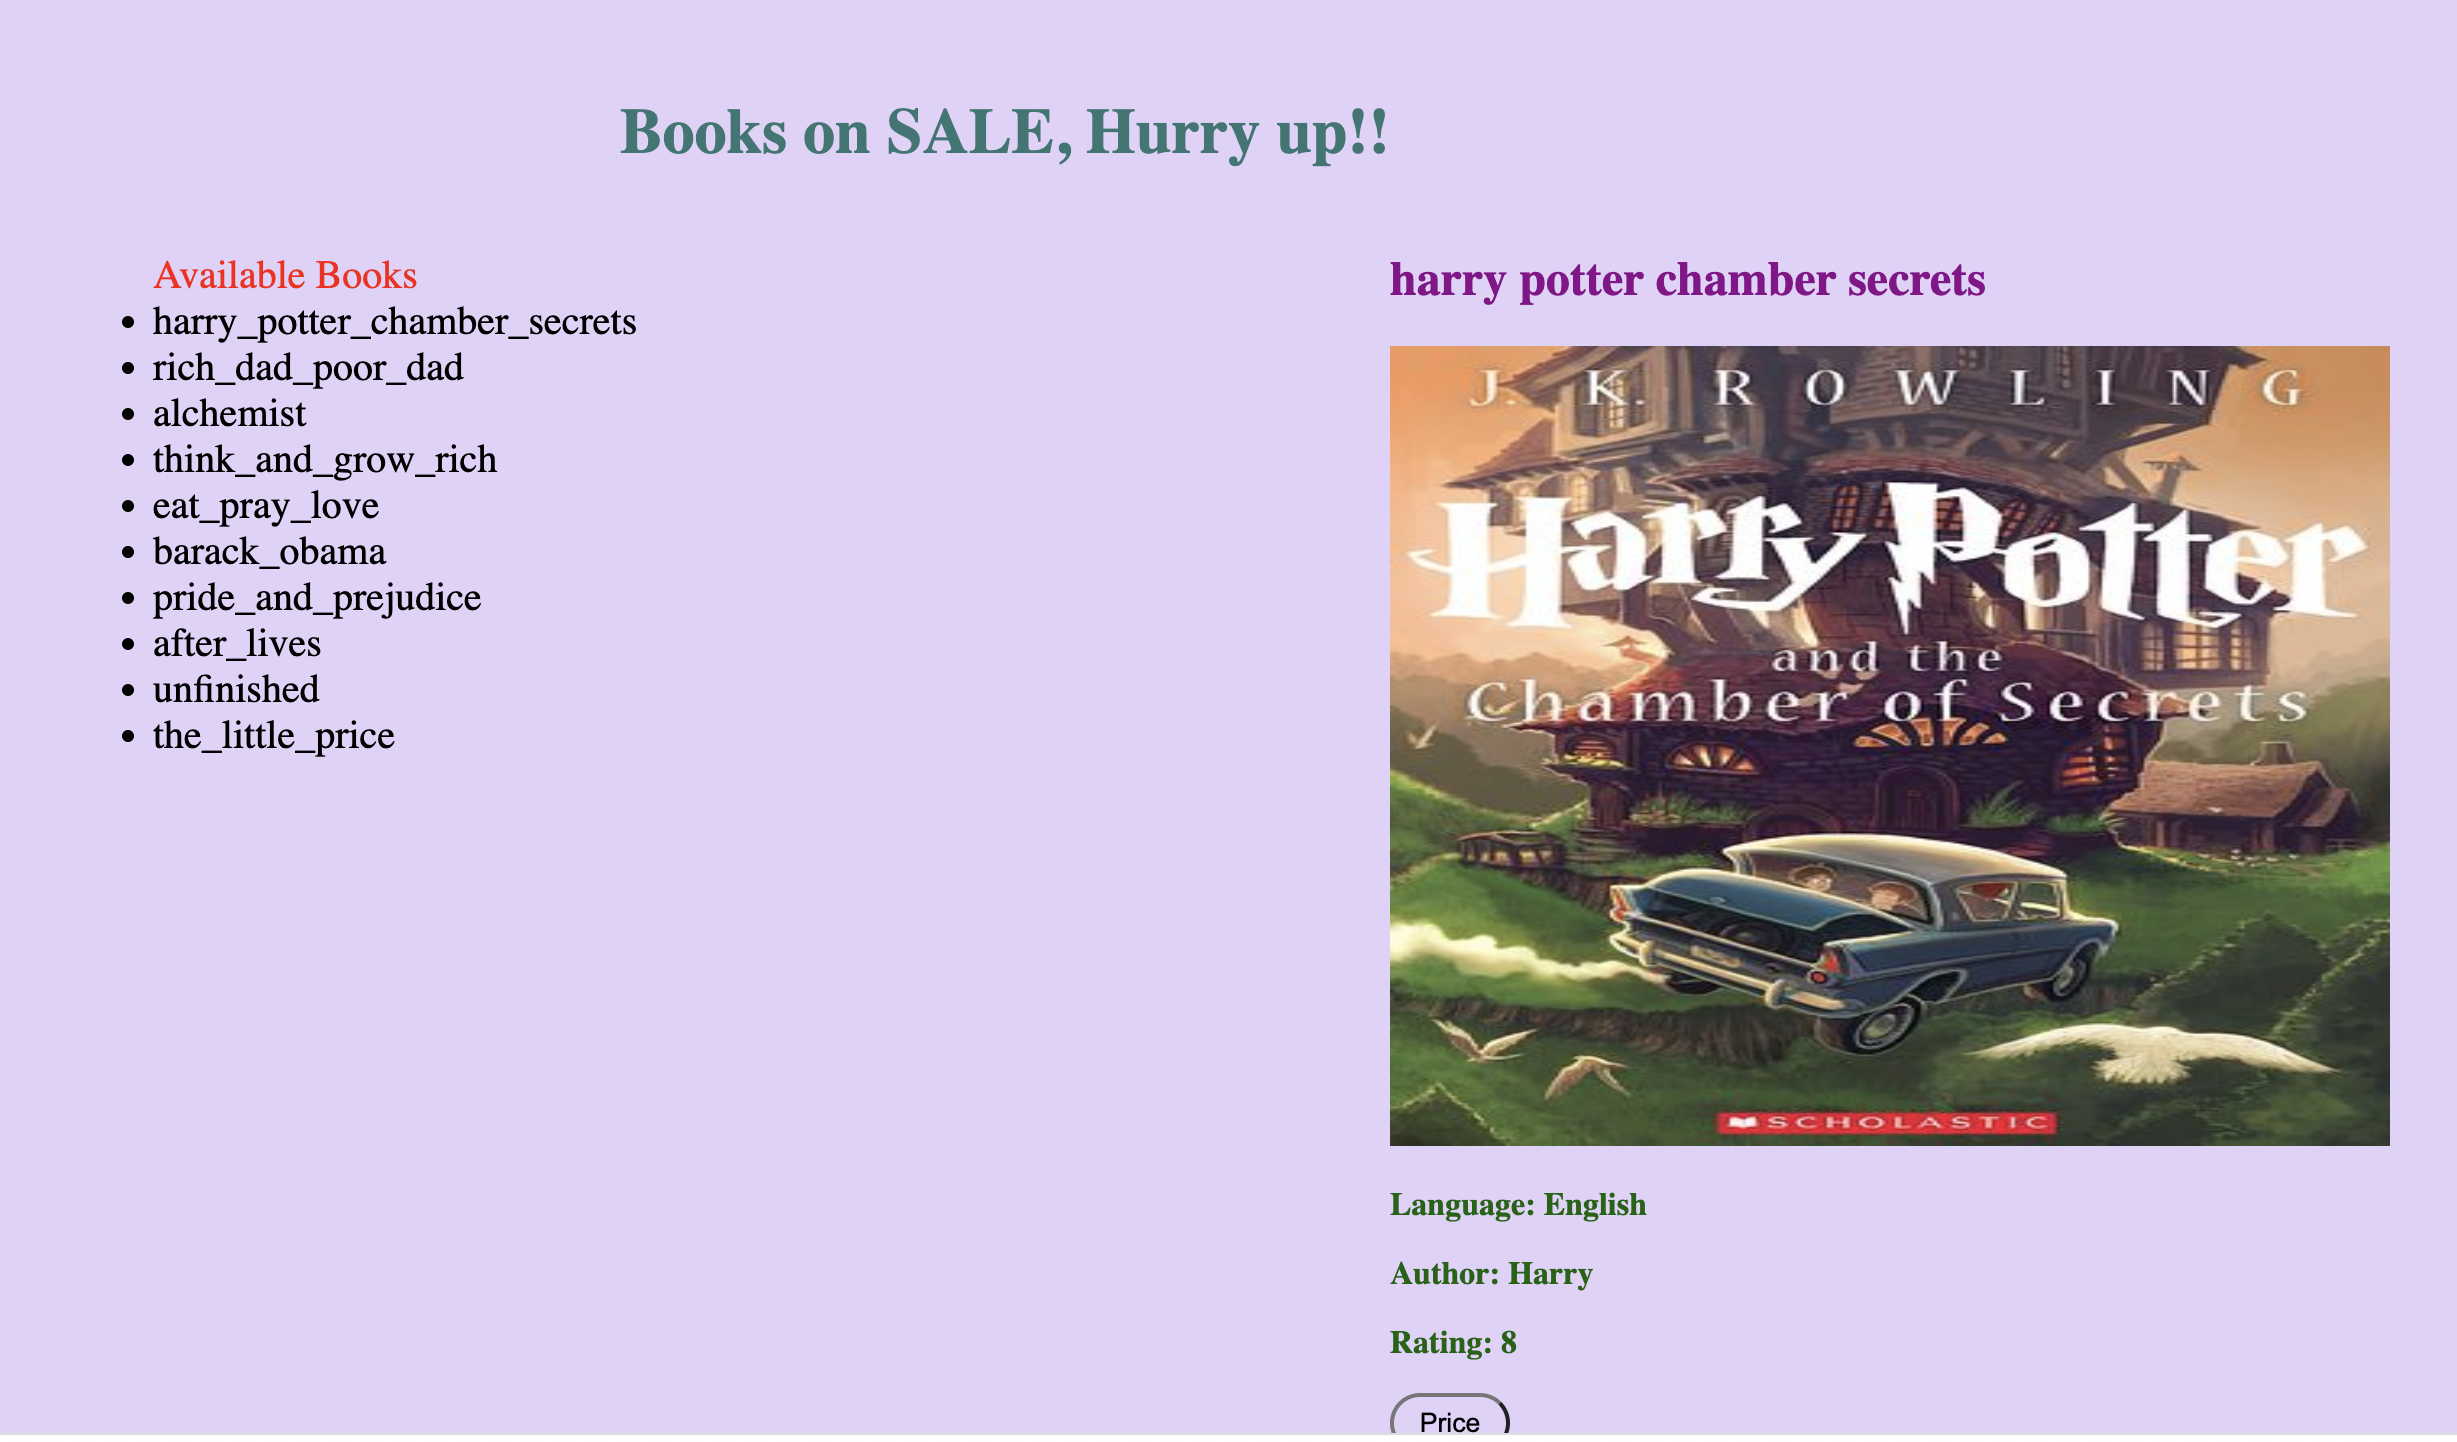 Books on SALE, Hurry up!!
Available Books
harry_potter_chamber_secrets
rich_dad_poor_dad
alchemist
think_and_grow_rich
eat_pray_love
barack_obama
pride_and_prejudice
after_lives
unfinished
the_little_price
harry potter chamber secrets
J. K. ROWLING
Harry Potter
and the
Chamber of Secrets
SCHOLASTIC
Language: English
Author: Harry
Rating: 8
Price